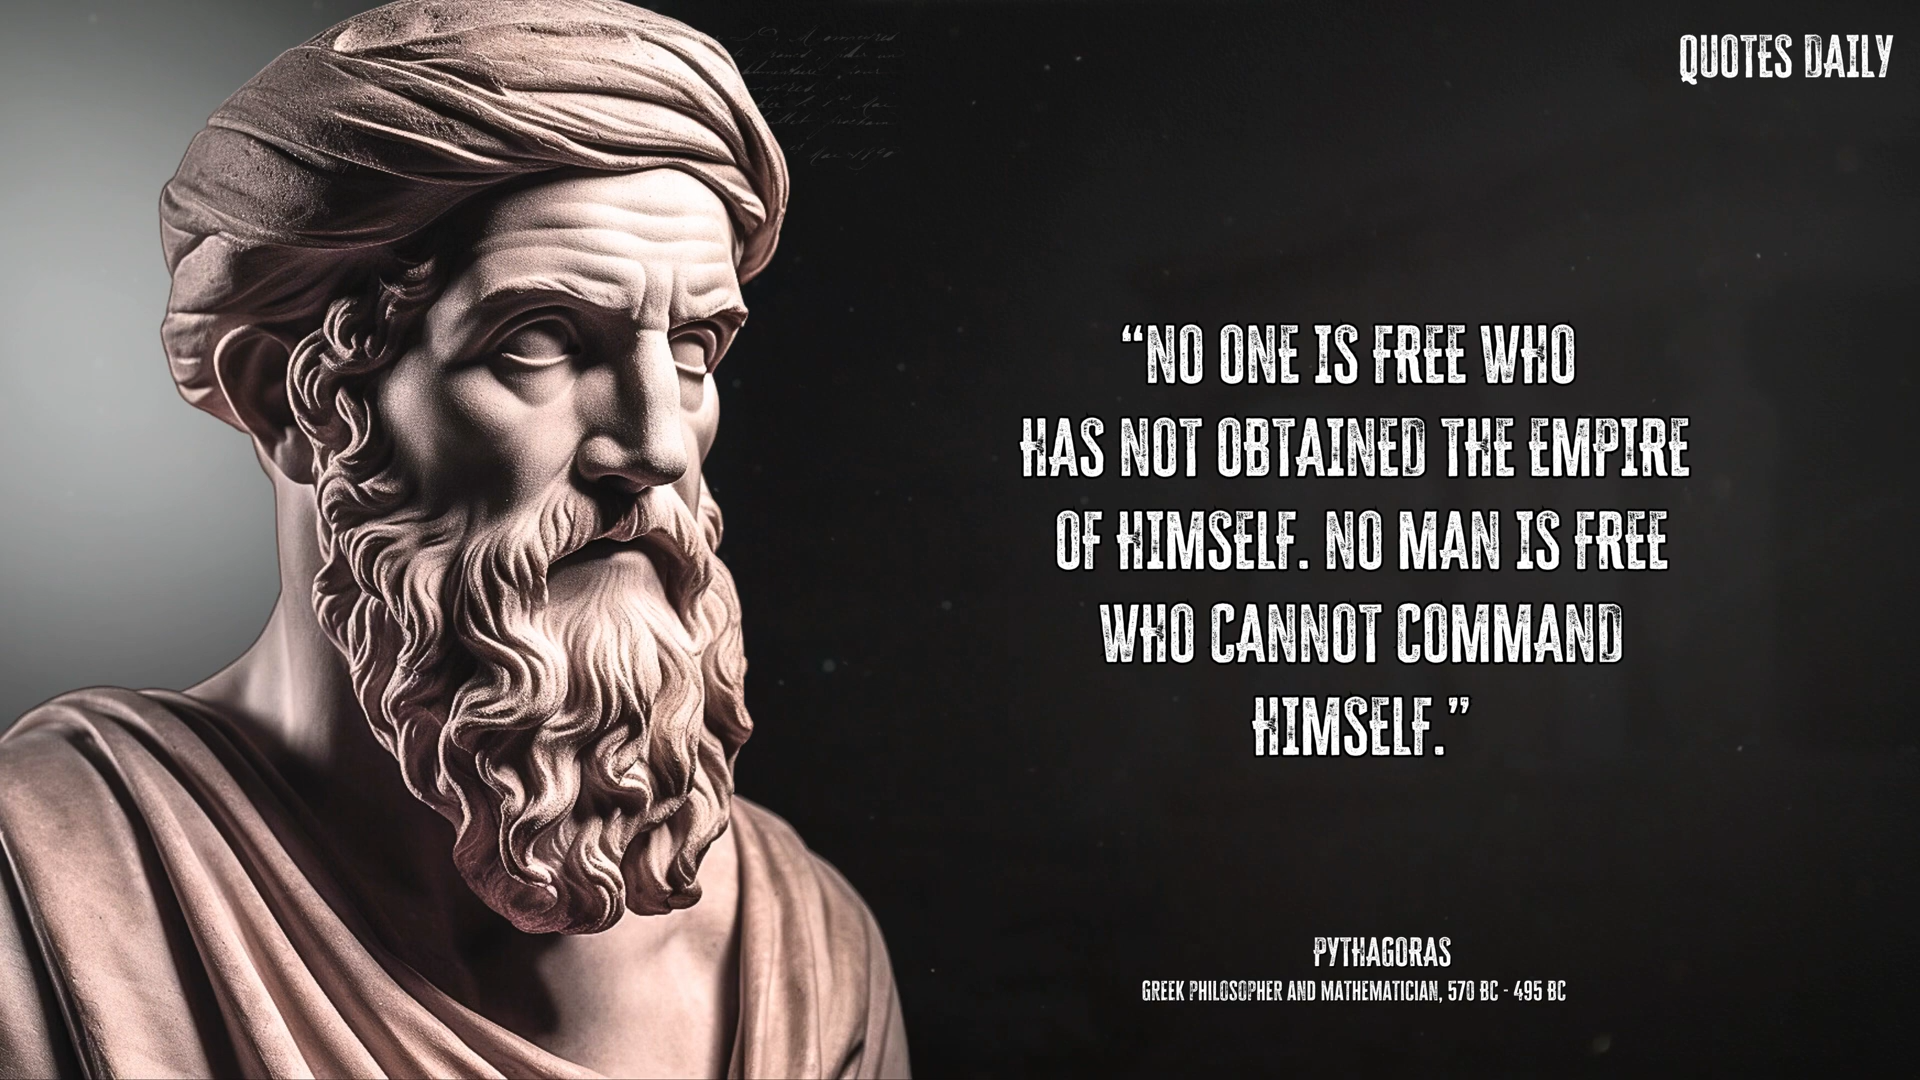 QUOTES DAILY
“NO ONE IS FREE WHO
HAS NOT OBTAINED THE EMPIRE
OF HIMSELF. NO MAN IS FREE
WHO CANNOT COMMAND
HIMSELF.”
PYTHAGORAS
GREEK PHILOSOPHER AND MATHEMATICIAN, 570 BC - 495 BC